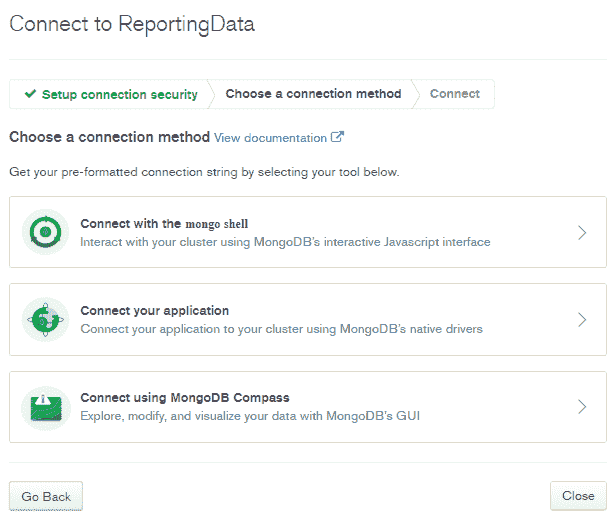 Connect to ReportingData
Setup connection security
Choose a connection method
Connect
Choose a connection method View documentation
Get your pre-formatted connection string by selecting your tool below.
Connect with the mongo shell
Interact with your cluster using MongoDB's interactive Javascript interface
Connect your application
Connect your application to your cluster using MongoDB's native drivers
Connect using MongoDB Compass
Explore, modify, and visualize your data with MongoDB's GUI
Go Back
Close